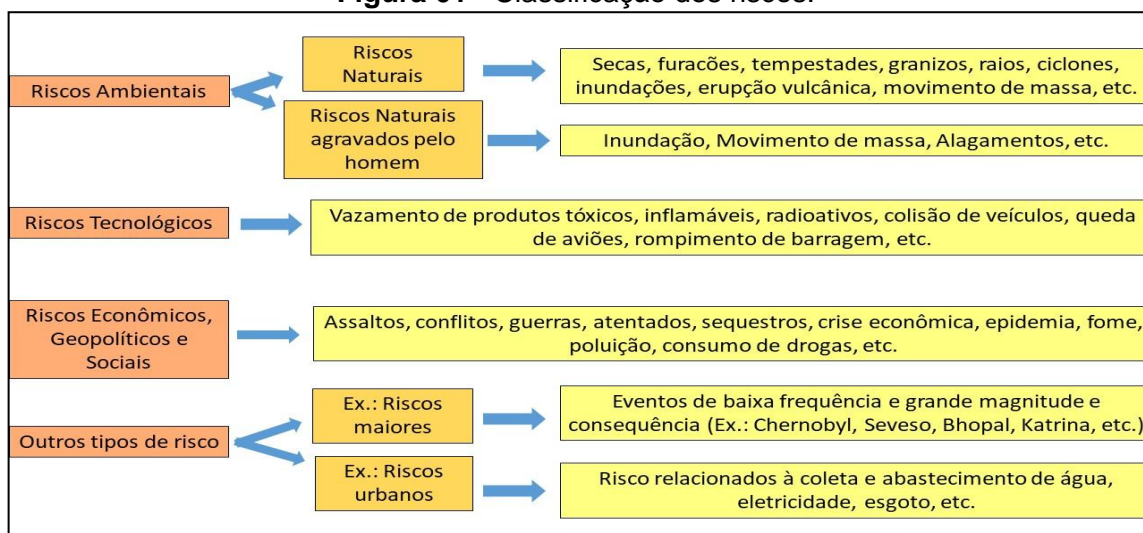 Figura 01 - Classificação dos riscos.
Riscos Ambientais
Riscos
Naturais
Secas, furacões, tempestades, granizos, raios, ciclones,
inundações, erupção vulcânica, movimento de massa, etc.
Riscos Naturais
agravados pelo
homem
Inundação, Movimento de massa, Alagamentos, etc.
Riscos Tecnológicos
Vazamento de produtos tóxicos, inflamáveis, radioativos, colisão de veículos, queda
de aviões, rompimento de barragem, etc.
Riscos Econômicos,
Geopolíticos e
Sociais
Assaltos, conflitos, guerras, atentados, sequestros, crise econômica, epidemia, fome,
poluição, consumo de drogas, etc.
Outros tipos de risco
Ex.: Riscos
maiores
Eventos de baixa frequência e grande magnitude e
consequência (Ex.: Chernobyl, Seveso, Bhopal, Katrina, etc.)
Ex.: Riscos
urbanos
Risco relacionados à coleta e abastecimento de água,
eletricidade, esgoto, etc.